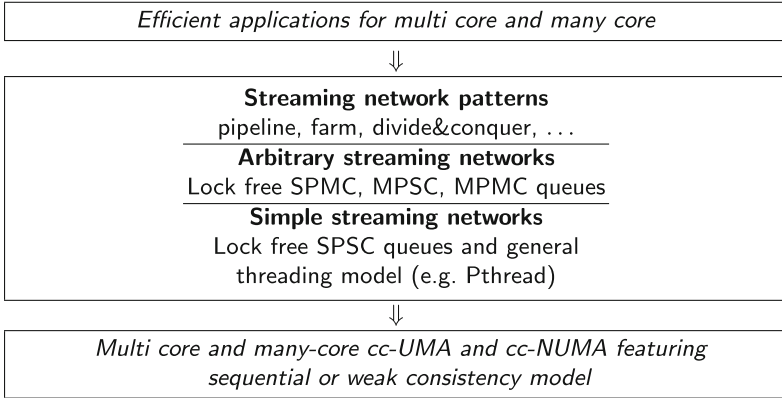 Efficient applications for multi core and many core
⇓
Streaming network patterns
pipeline, farm, divide&conquer, ...
Arbitrary streaming networks
Lock free SPMC, MPSC, MPMC queues
Simple streaming networks
Lock free SPSC queues and general
threading model (e.g. Pthread)
⇓
Multi core and many-core cc-UMA and cc-NUMA featuring
sequential or weak consistency model